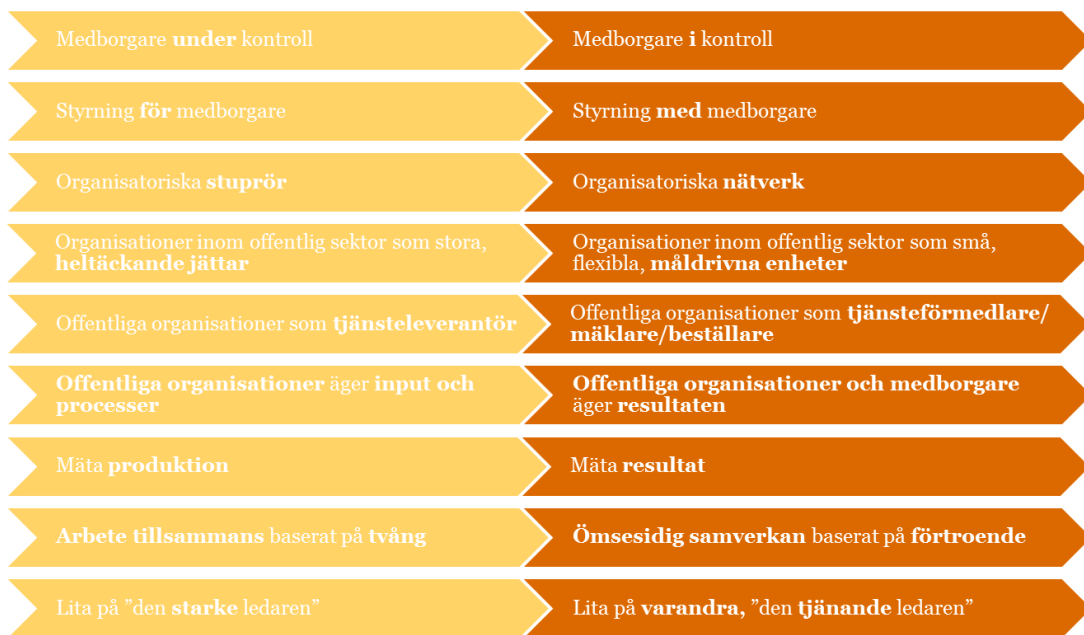 Medborgare under kontroll
Medborgare i kontroll
Styrning för medborgare
Styrning med medborgare
Organisatoriska stuprör
Organisatoriska nätverk
Organisationer inom offentlig sektor som stora,
heltäckande jättar
Organisationer inom offentlig sektor som små,
flexibla, måldrivna enheter
Offentliga organisationer som tjänsteleverantör
Offentliga organisationer som tjänsteförmedlare/
mäklare/beställare
Offentliga organisationer äger input och
processer
Offentliga organisationer och medborgare
äger resultaten
Mäta produktion
Mäta resultat
Arbete tillsammans baserat på tvång
Ömsesidig samverkan baserat på förtroende
Lita på ”den starke ledaren”
Lita på varandra, ”den tjänande ledaren”